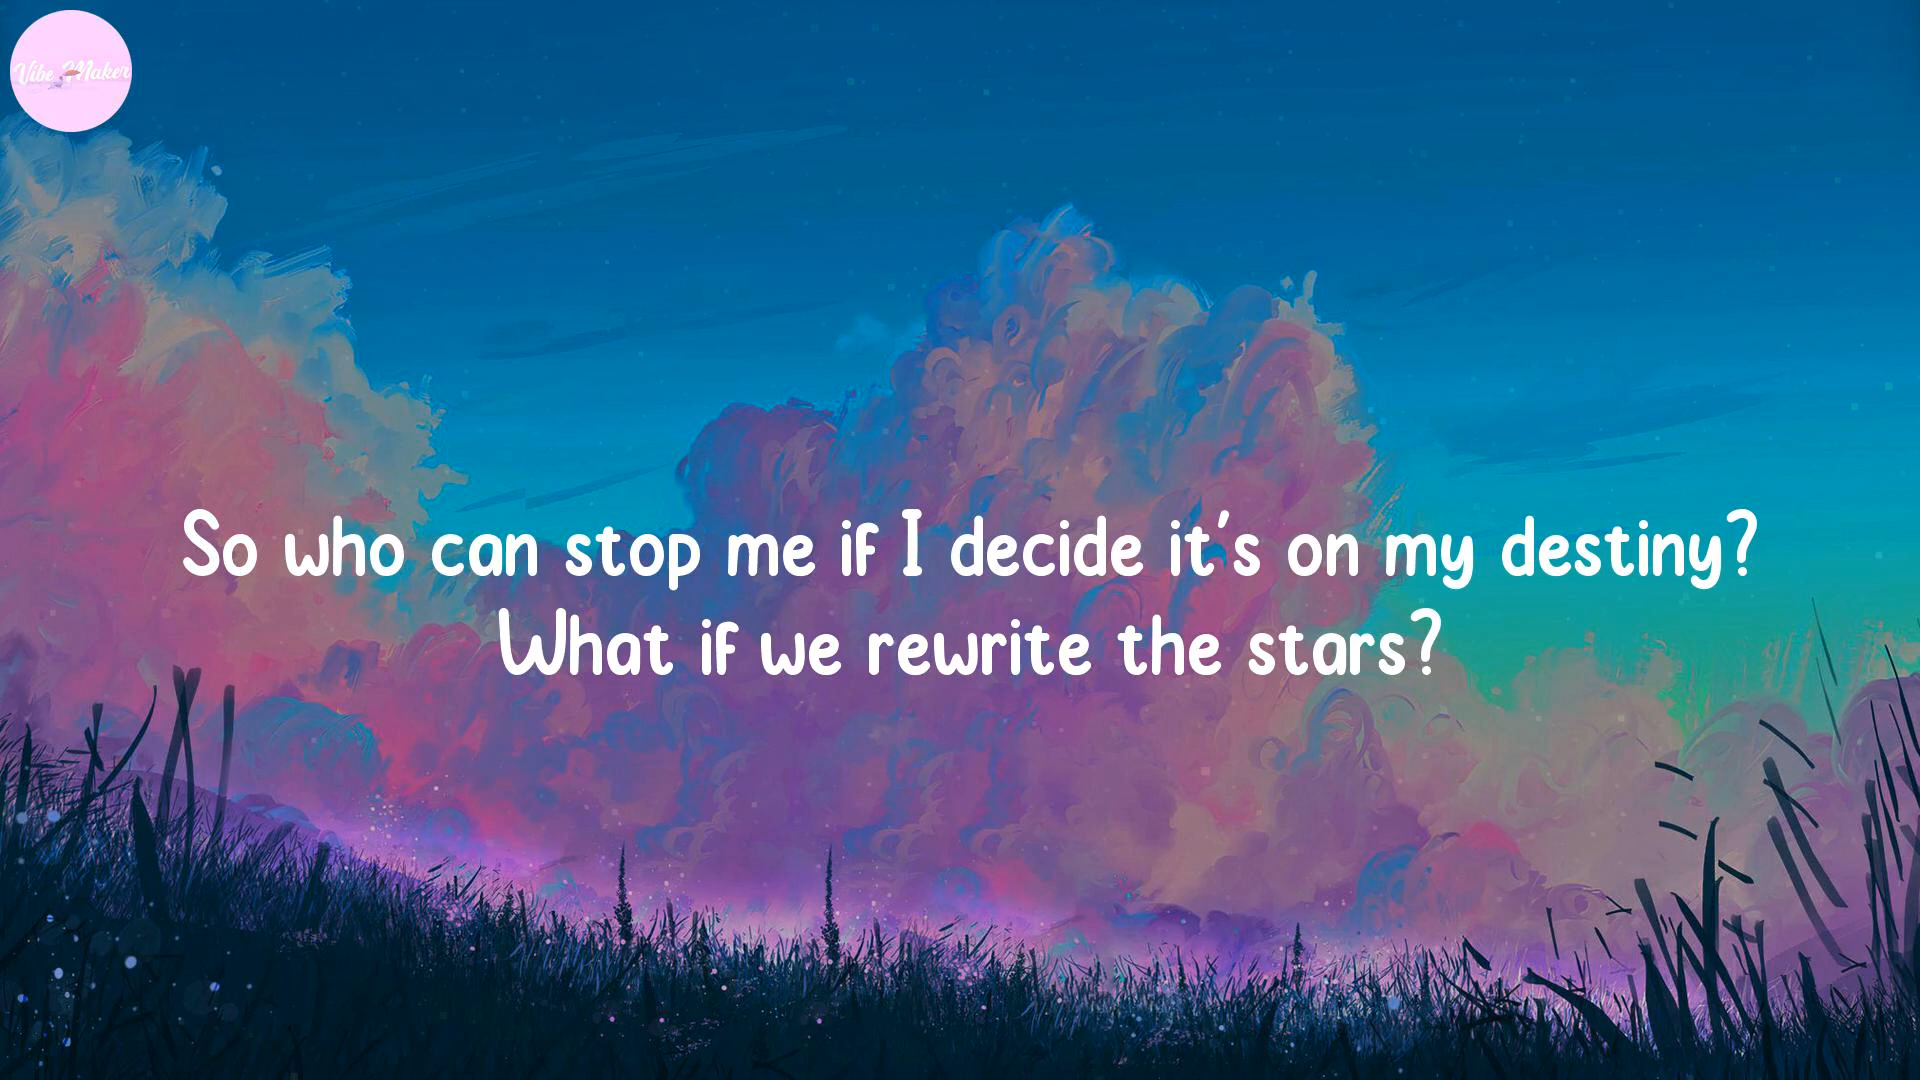 Vibe Maker
So who can stop me if I decide it's on my destiny?
What if we rewrite the stars?